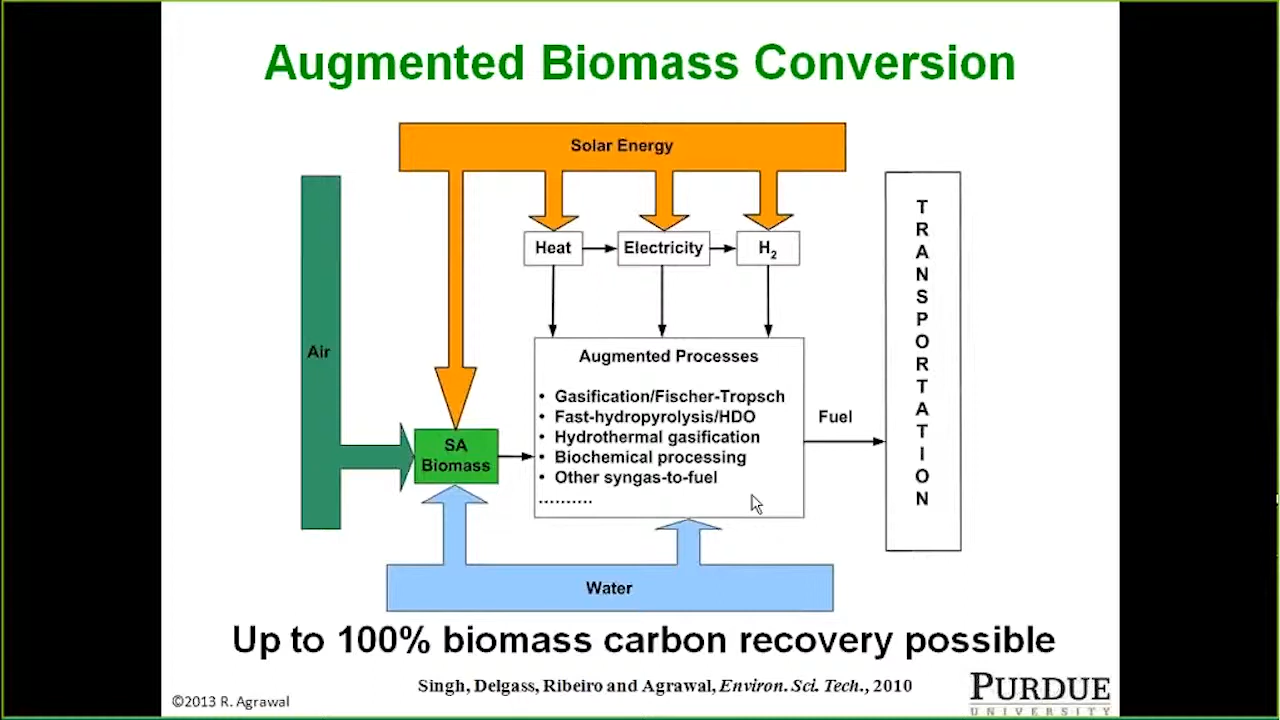 Augmented Biomass Conversion
Solar Energy
Heat
Electricity
H2
Air
SA
Biomass
Augmented Processes
• Gasification/Fischer-Tropsch
• Fast-hydropyrolysis/HDO
• Hydrothermal gasification
• Biochemical processing
• Other syngas-to-fuel
..........
Fuel
TRANSPORTATION
Water
Up to 100% biomass carbon recovery possible
Singh, Delgass, Ribeiro and Agrawal, Environ. Sci. Tech., 2010
©2013 R. Agrawal
PURDUE
UNIVERSITY